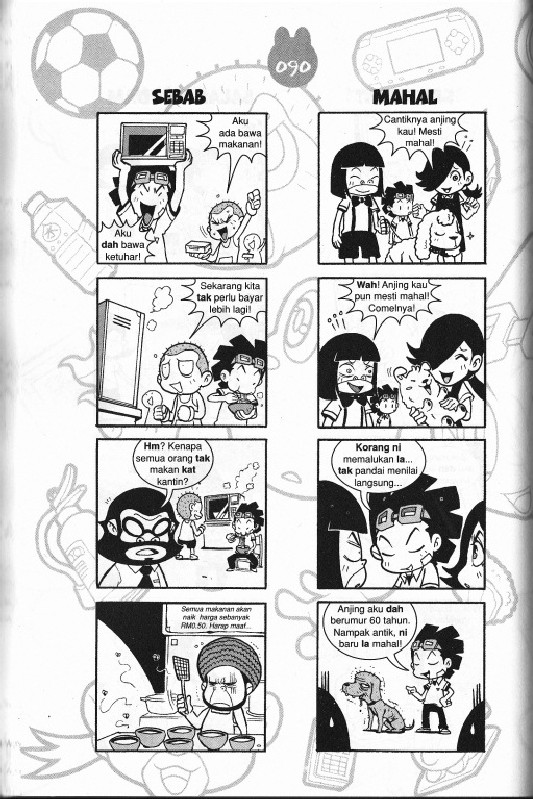 090
SEBAB
Aku
ada bawa
makanan!
Aku
dah bawa
ketuhar!
Sekarang kita
tak perlu bayar
lebih lagi!
Hm? Kenapa
semua orang tak
makan kat
kantin?
Semua makanan akan
naik harga sebanyak
RM0.50. Harap maaf...
MAHAL
Cantiknya anjing
kau! Mesti
mahal!
Wah! Anjing kau
pun mesti mahal!
Comelnya!
Korang ni
memalukan la...
tak pandai menilai
langsung...
Anjing aku dah
berumur 60 tahun.
Nampak antik, ni
baru la mahal!